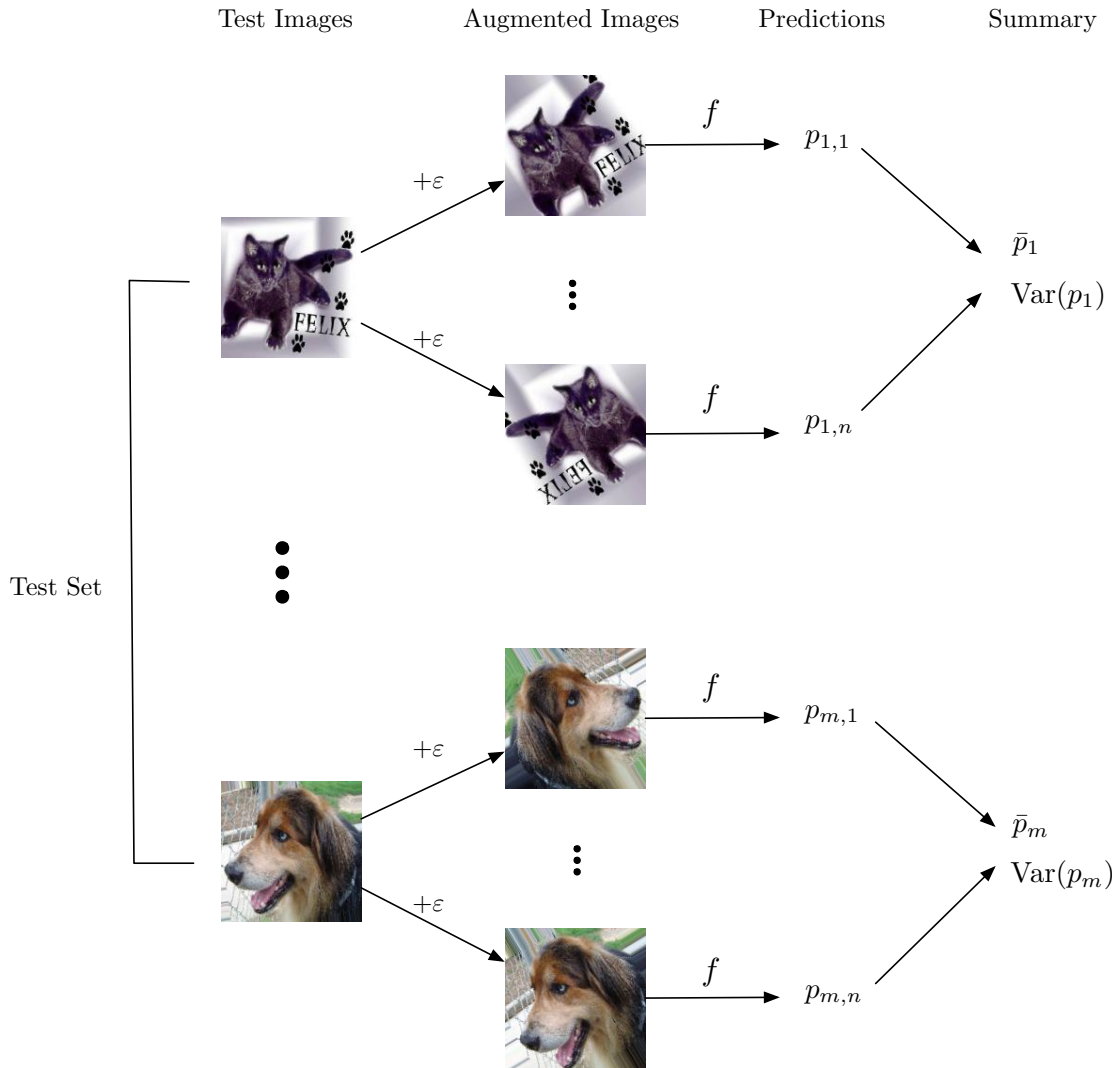 Test Images
Augmented Images
Predictions
Summary
f
p₁,₁
+ε
FELIX
p̄₁
Var(p₁)
FELIX
+ε
f
p₁,ₙ
FELIX
Test Set
f
pₘ,₁
+ε
p̄ₘ
Var(pₘ)
+ε
f
pₘ,ₙ